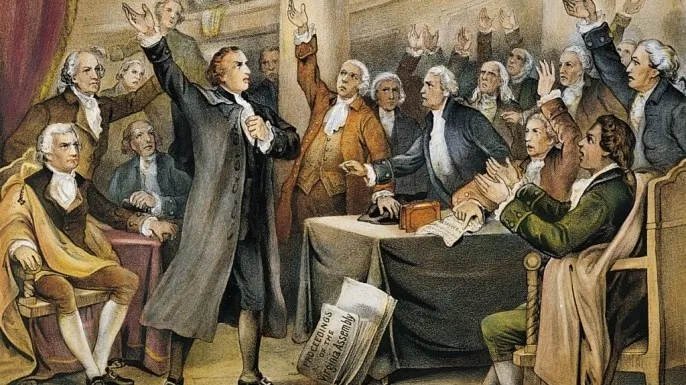 PROCEEDINGS
OF THE
Virginia Assembly